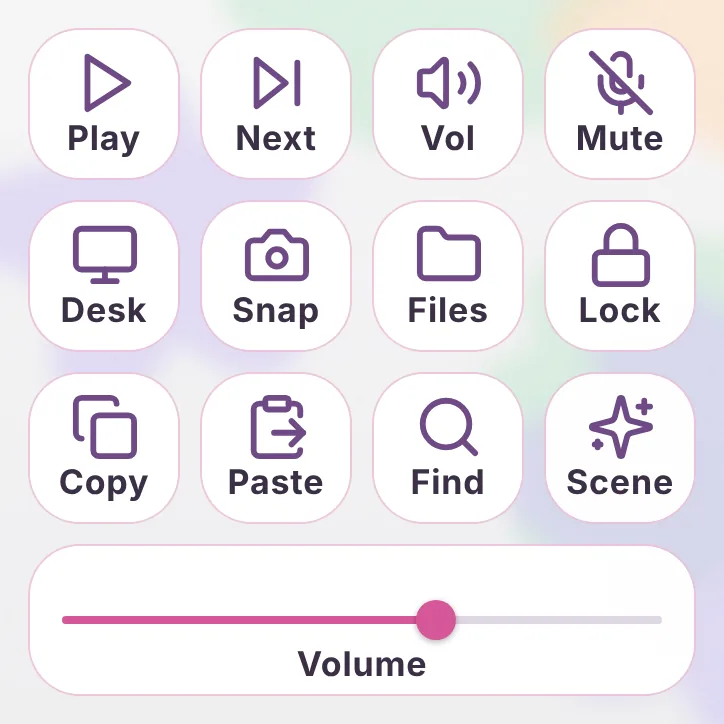 Play
Next
Vol
Mute
Desk
Snap
Files
Lock
Copy
Paste
Find
Scene
Volume